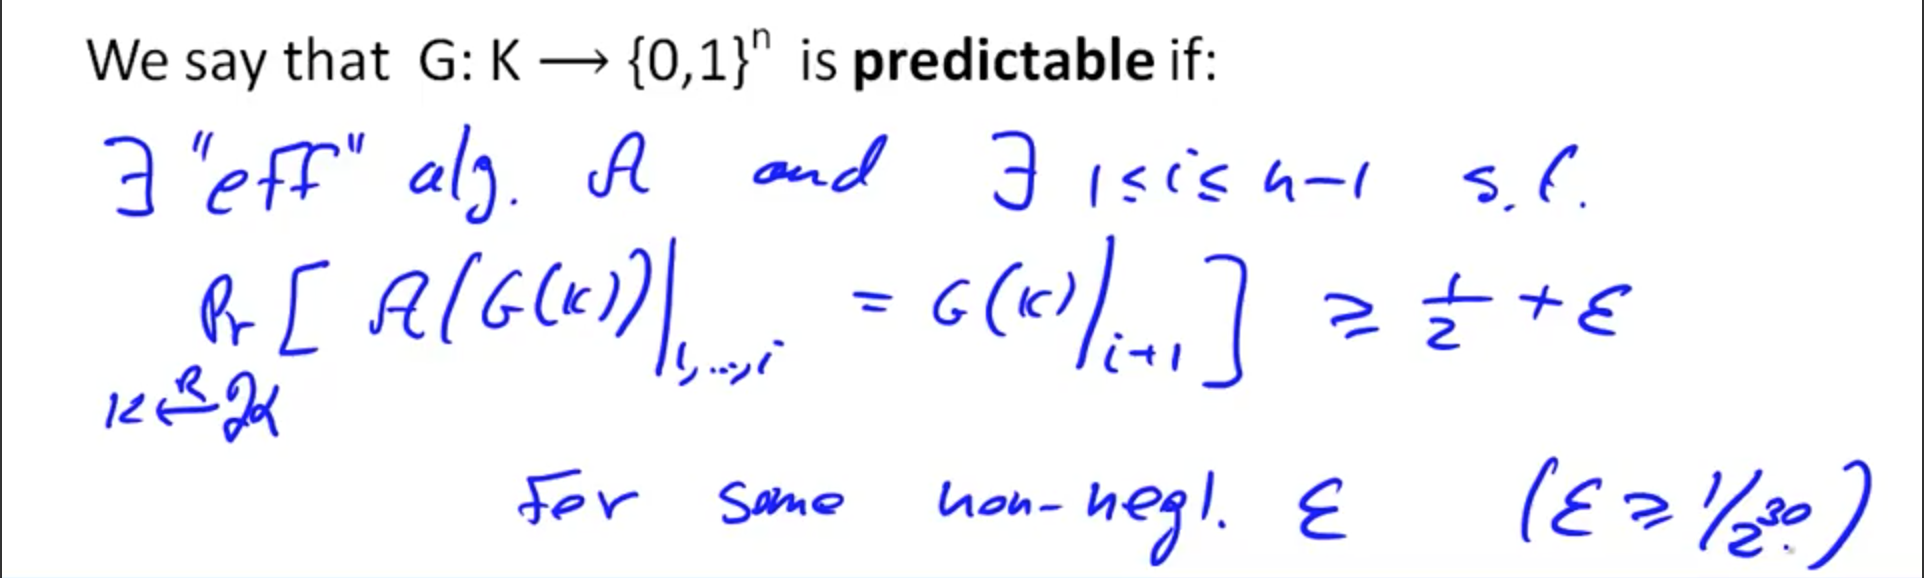 We say that G: K ⟶ {0,1}ⁿ is predictable if:
∃ "eff" alg. A and ∃ 1≤i≤n-1 s.t.
Pr [ A(G(k))|₁,...,ᵢ = G(k)|ᵢ₊₁ ] ≥ 1/2 + ε
k ←ᴿ K
For some non-negl. ε (ε ≥ 1/2³⁰)